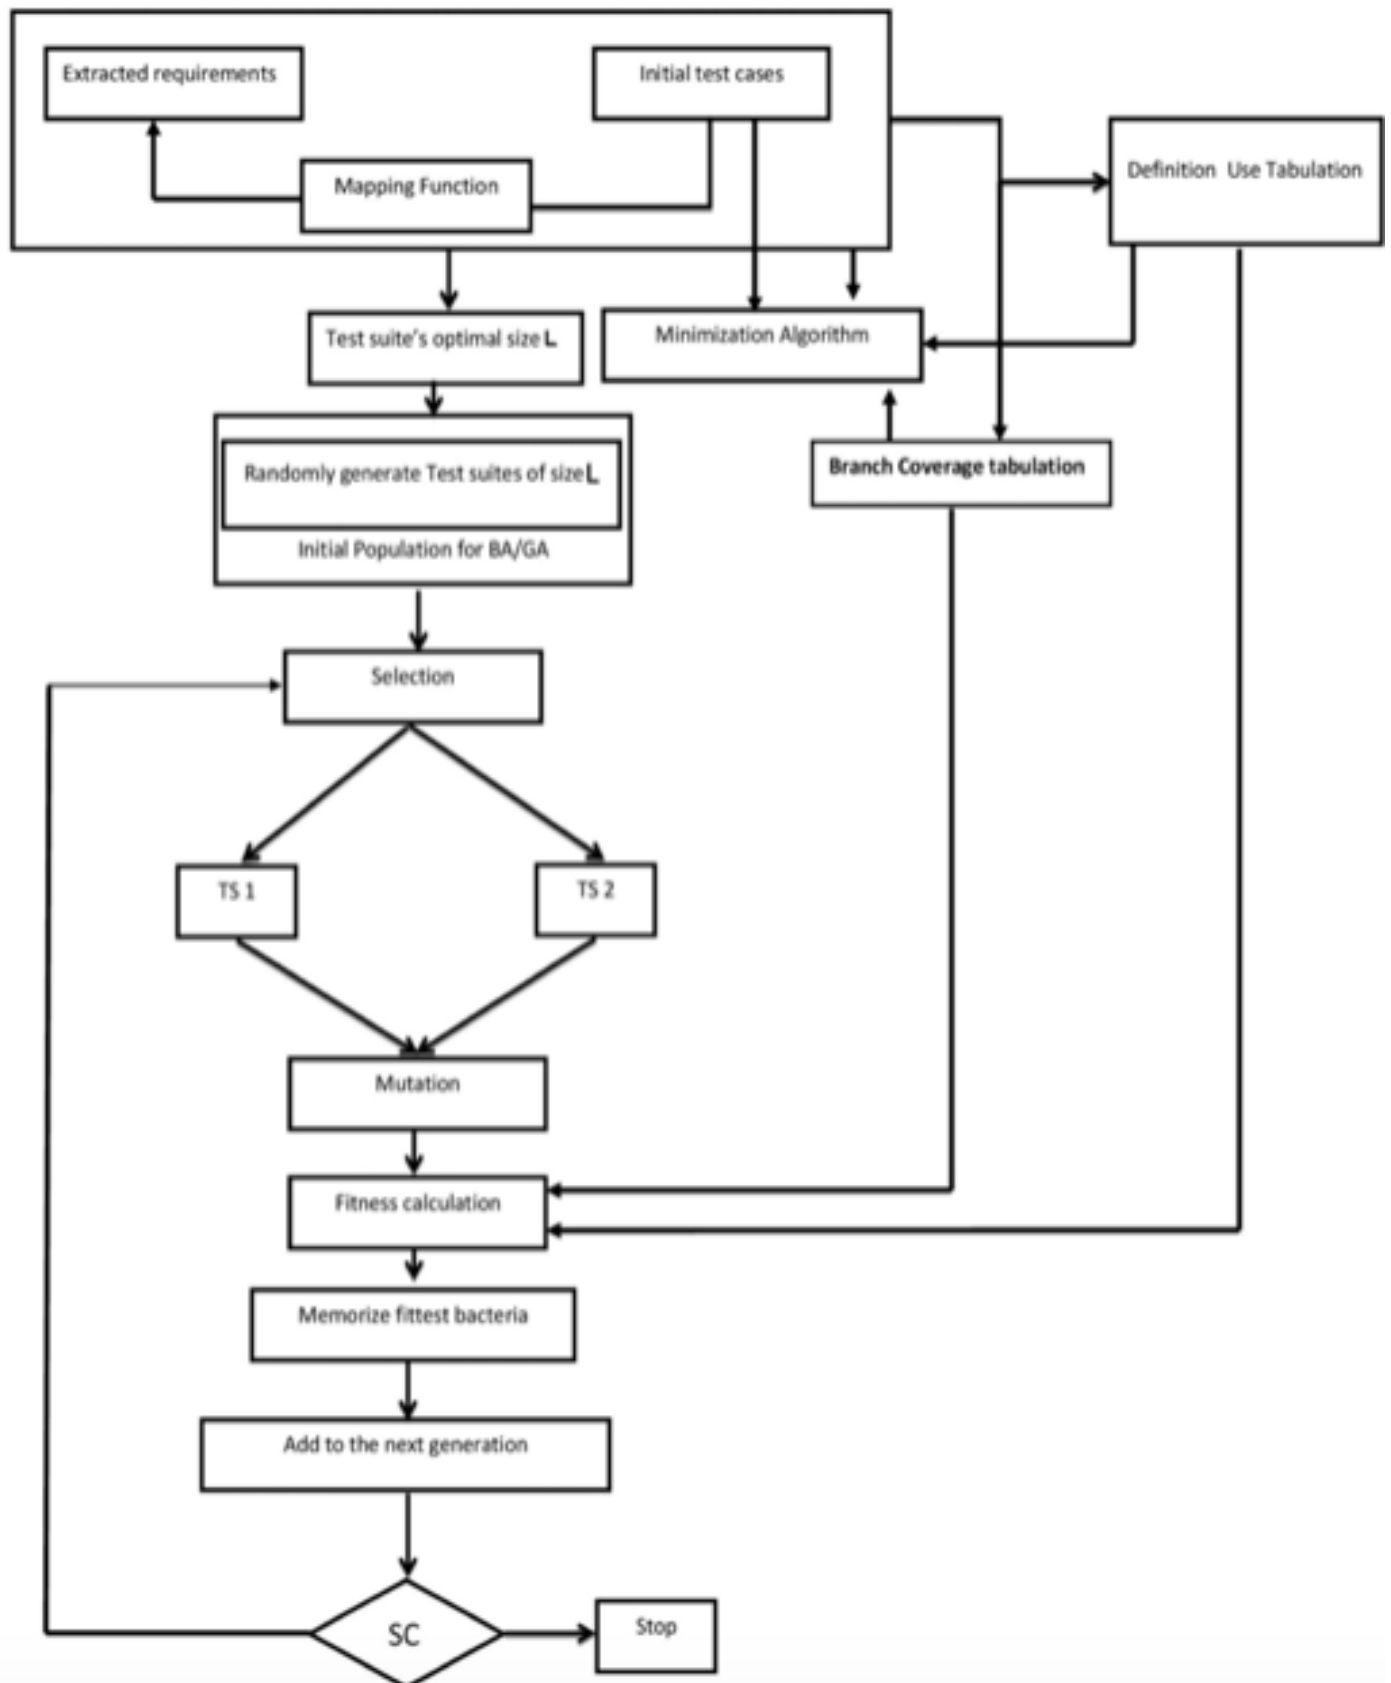 Extracted requirements
Initial test cases
Mapping Function
Definition Use Tabulation
Test suite's optimal size L
Minimization Algorithm
Randomly generate Test suites of size L
Initial Population for BA/GA
Branch Coverage tabulation
Selection
TS 1
TS 2
Mutation
Fitness calculation
Memorize fittest bacteria
Add to the next generation
SC
Stop